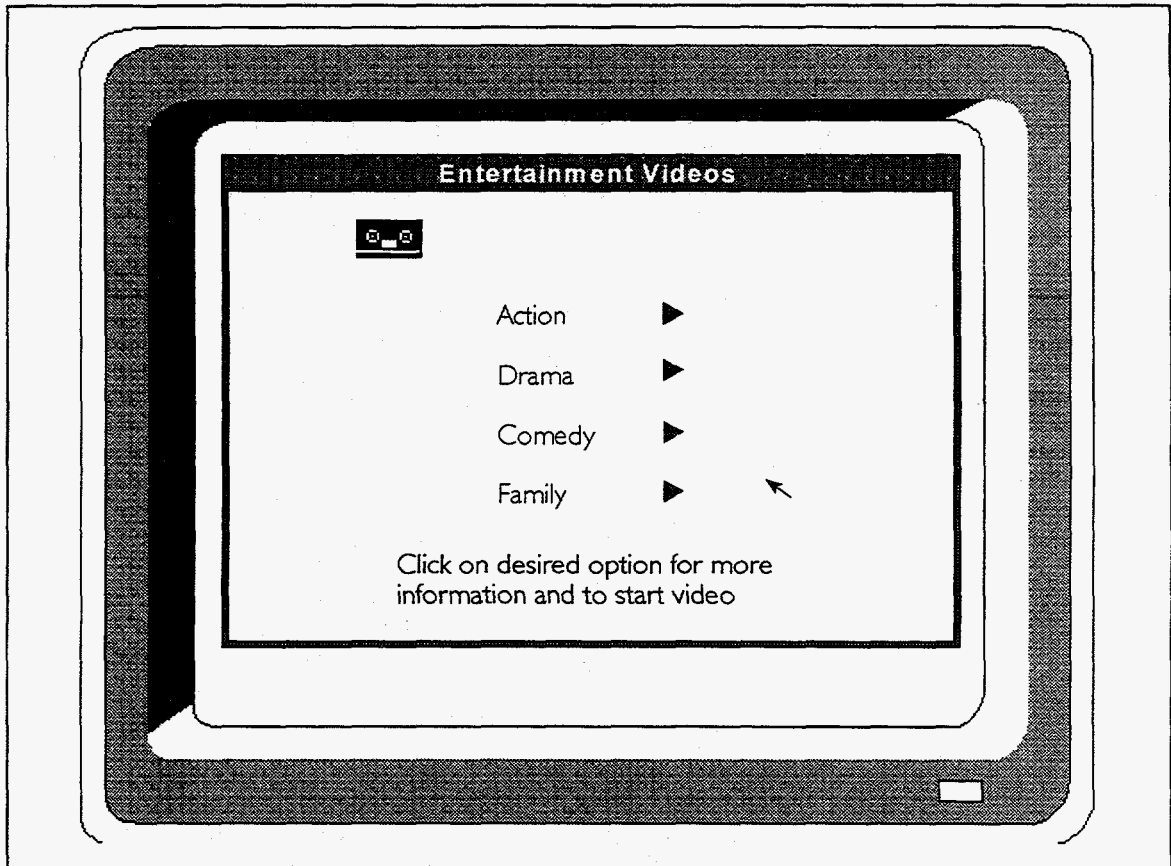 Entertainment Videos
Action
Drama
Comedy
Family
Click on desired option for more
information and to start video